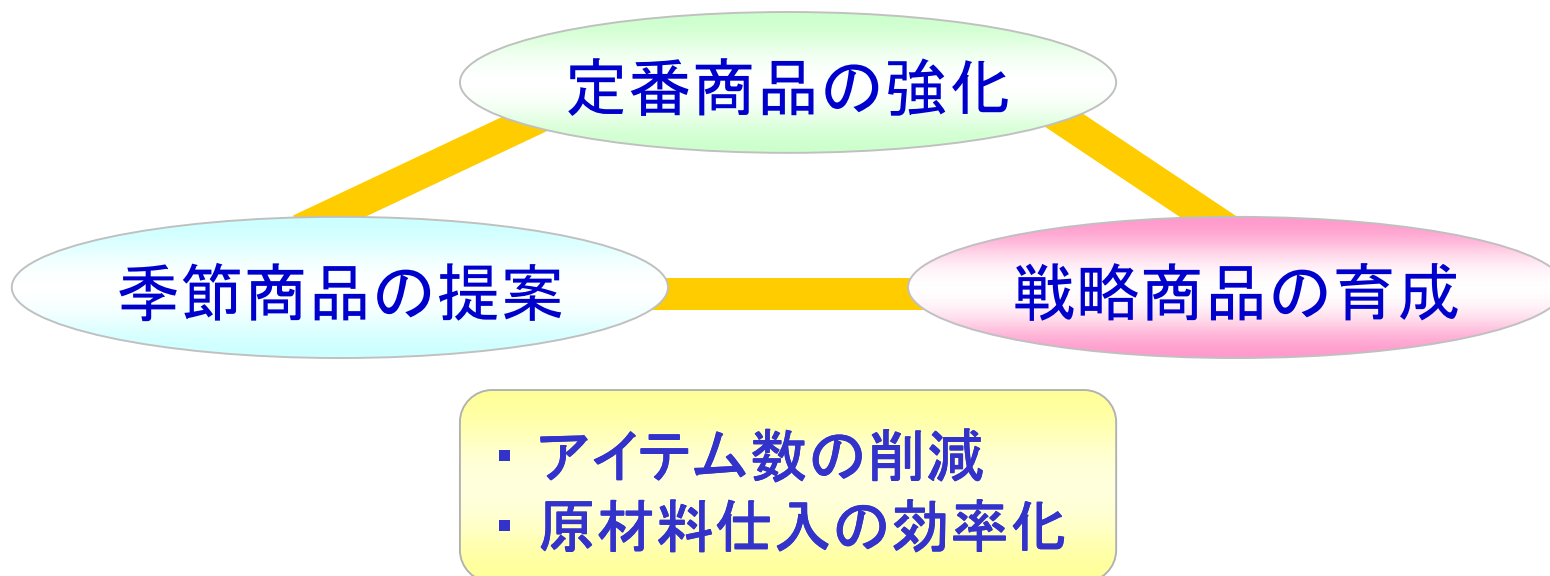 定番商品の強化
季節商品の提案
戦略商品の育成
・アイテム数の削減
・原材料仕入の効率化